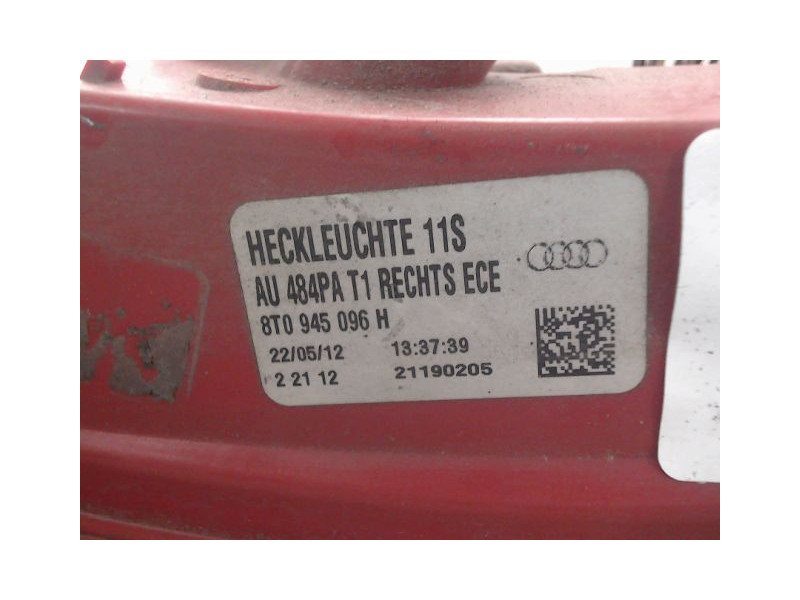 HECKLEUCHTE 11S
AU 484PA T1 RECHTS ECE
8T0 945 096 H
22/05/12 13:37:39
2 21 12 21190205